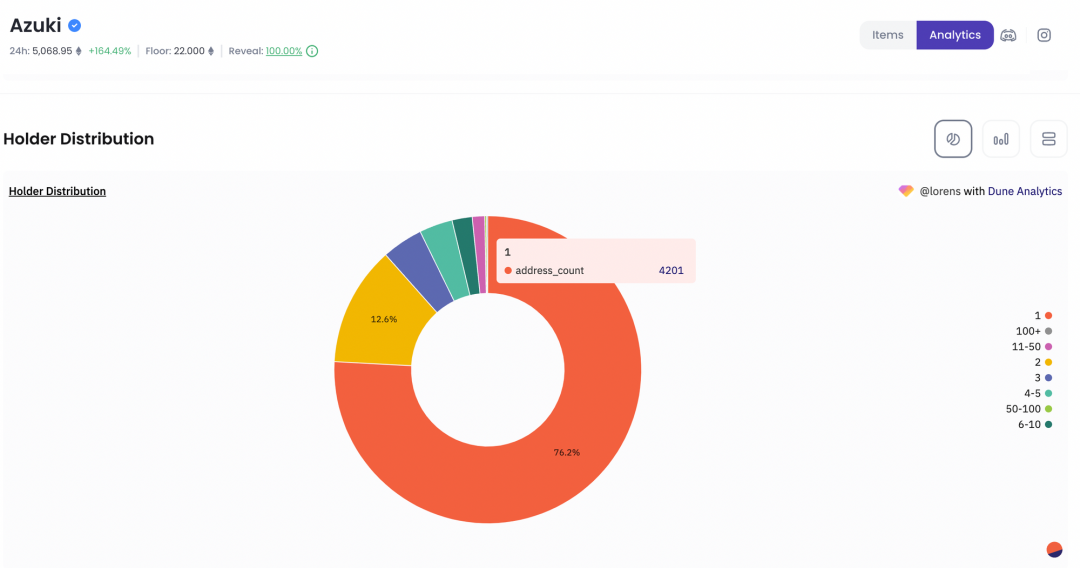 Azuki
24h: 5,068.95 +164.49% Floor: 22.000 Reveal: 100.00%
Items Analytics
Holder Distribution
Holder Distribution
@lorens with Dune Analytics
1
address_count 4201
12.6%
76.2%
1
100+
11-50
2
3
4-5
50-100
6-10